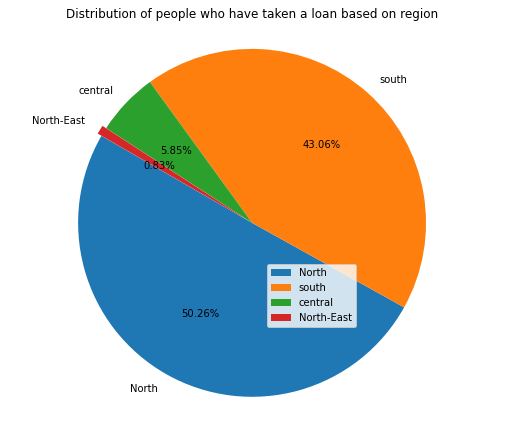 Distribution of people who have taken a loan based on region
south
central
North-East
43.06%
5.85%
0.83%
North
south
central
North-East
50.26%
North